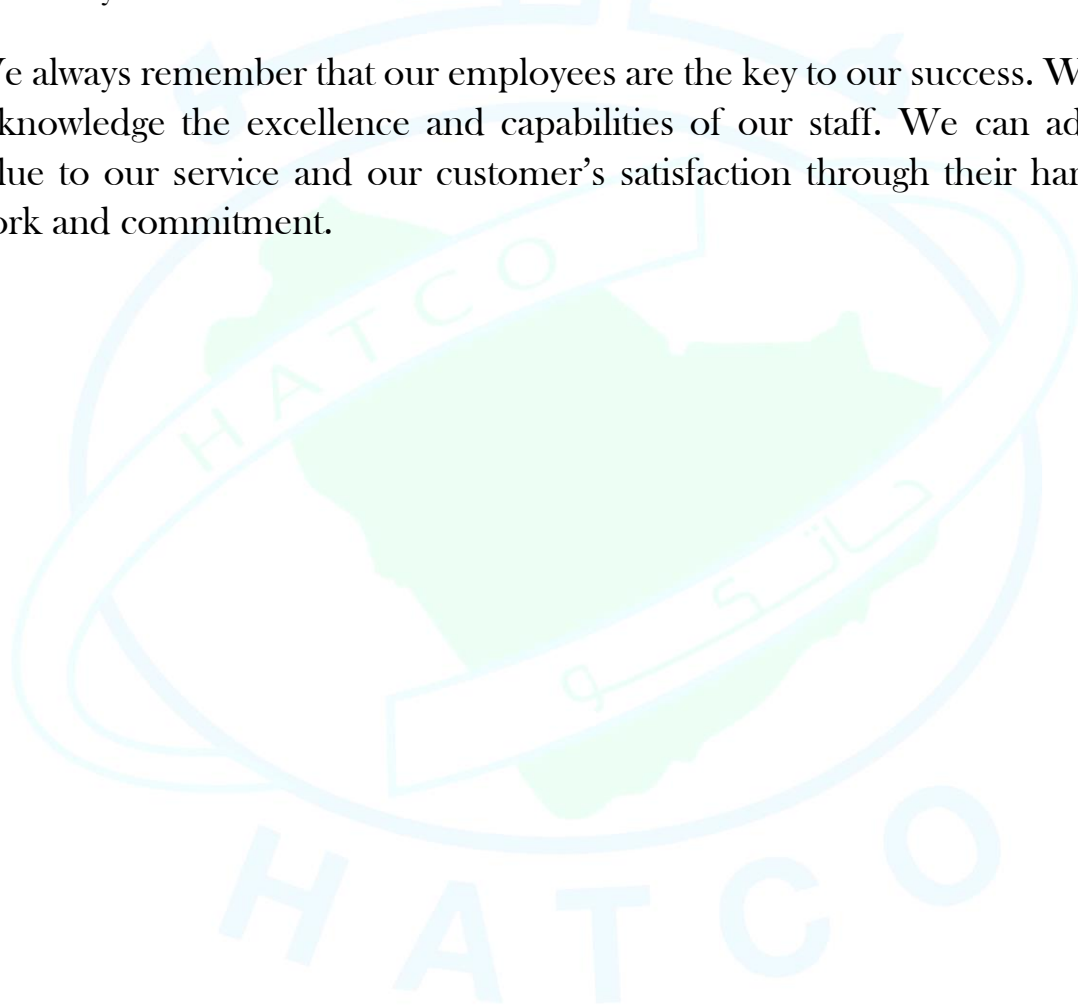 e always remember that our employees are the key to our success. W
knowledge the excellence and capabilities of our staff. We can ad
lue to our service and our customer’s satisfaction through their har
ork and commitment.
HATCO
حاتكو
HATCO